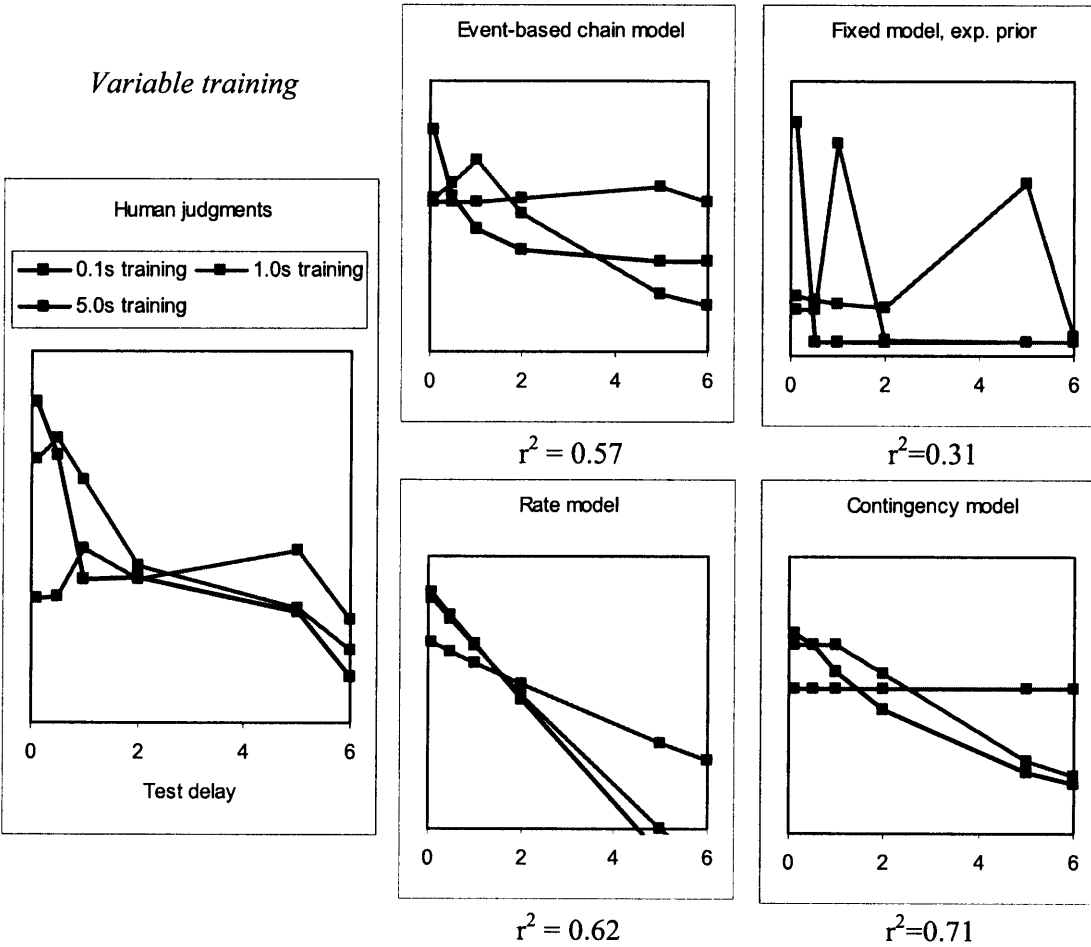 Variable training
Human judgments
0.1s training 1.0s training
5.0s training
0 2 4 6
Test delay
Event-based chain model
0 2 4 6
r² = 0.57
Fixed model, exp. prior
0 2 4 6
r²=0.31
Rate model
0 2 4 6
r² = 0.62
Contingency model
0 2 4 6
r²=0.71